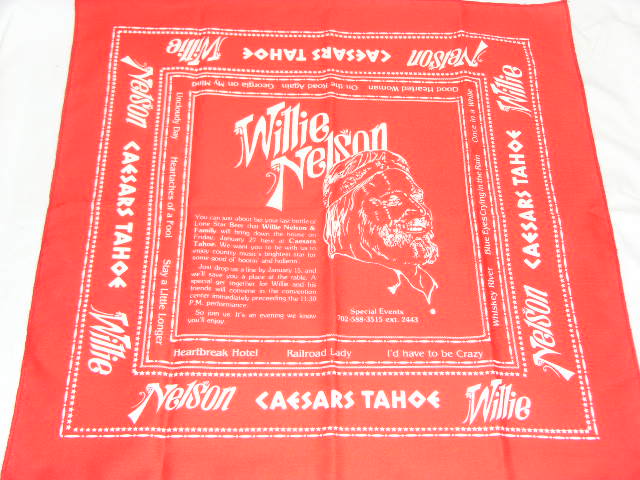 Willie CAESARS TAHOE Nelson
Good Hearted Woman On the Road Again Georgia on my Mind
Nelson CAESARS TAHOE Willie
Cloudy Day Heartaches of a Fool Stay a Little Longer
Willie
Nelson
You can just about bet your last bottle of
Lone Star Beer that Willie Nelson &
Family will bring down the house on
Friday, January 27 here at Caesars
Tahoe. We want you to be with us to
enjoy country music's brightest star for
some good ol' hootin' and hollerin'.
Just drop us a line by January 15, and
we'll save you a place at the table. A
special get together for Willie and his
friends will convene in the convention
center immediately preceeding the 11:30
P.M. performance.
So join us. It's an evening we know
you'll enjoy.
Special Events
702-588-3515 ext. 2443
Whiskey River Blue Eyes Crying in the Rain Once in a While
Nelson CAESARS TAHOE Willie
Heartbreak Hotel Railroad Lady I'd have to be Crazy
Nelson CAESARS TAHOE Willie